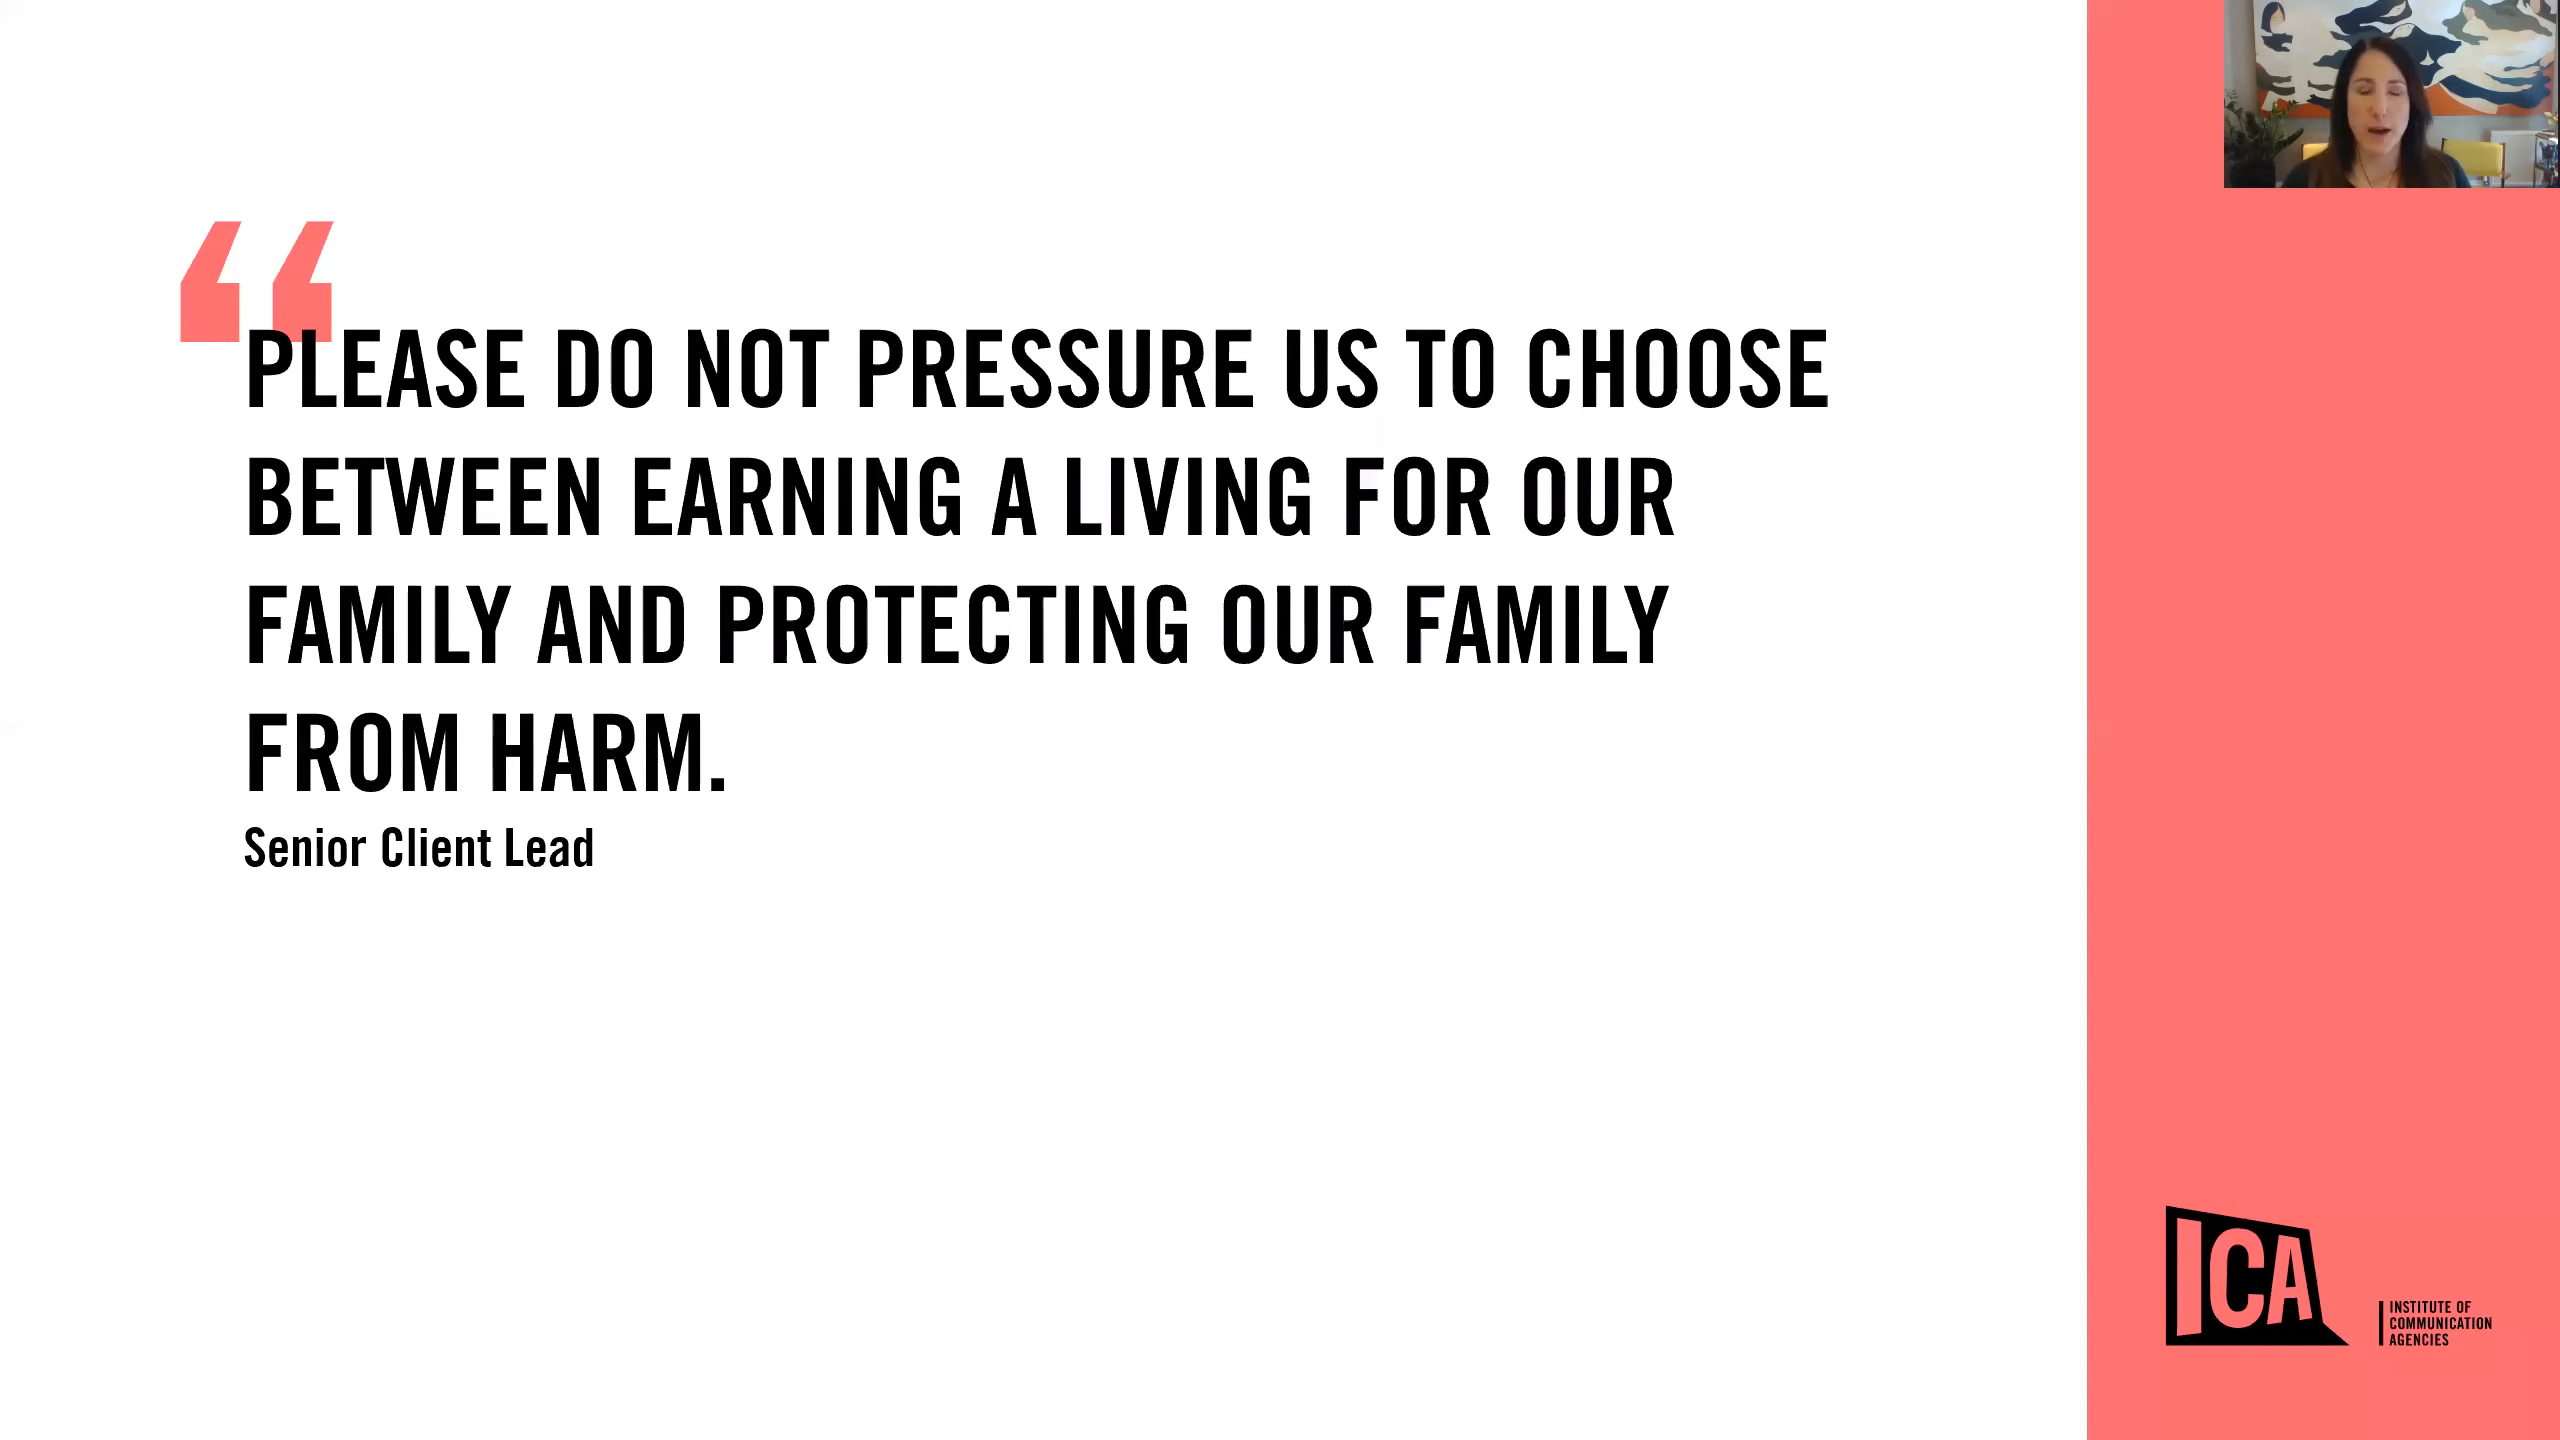 “
PLEASE DO NOT PRESSURE US TO CHOOSE
BETWEEN EARNING A LIVING FOR OUR
FAMILY AND PROTECTING OUR FAMILY
FROM HARM.
Senior Client Lead
ICA
INSTITUTE OF
COMMUNICATION
AGENCIES